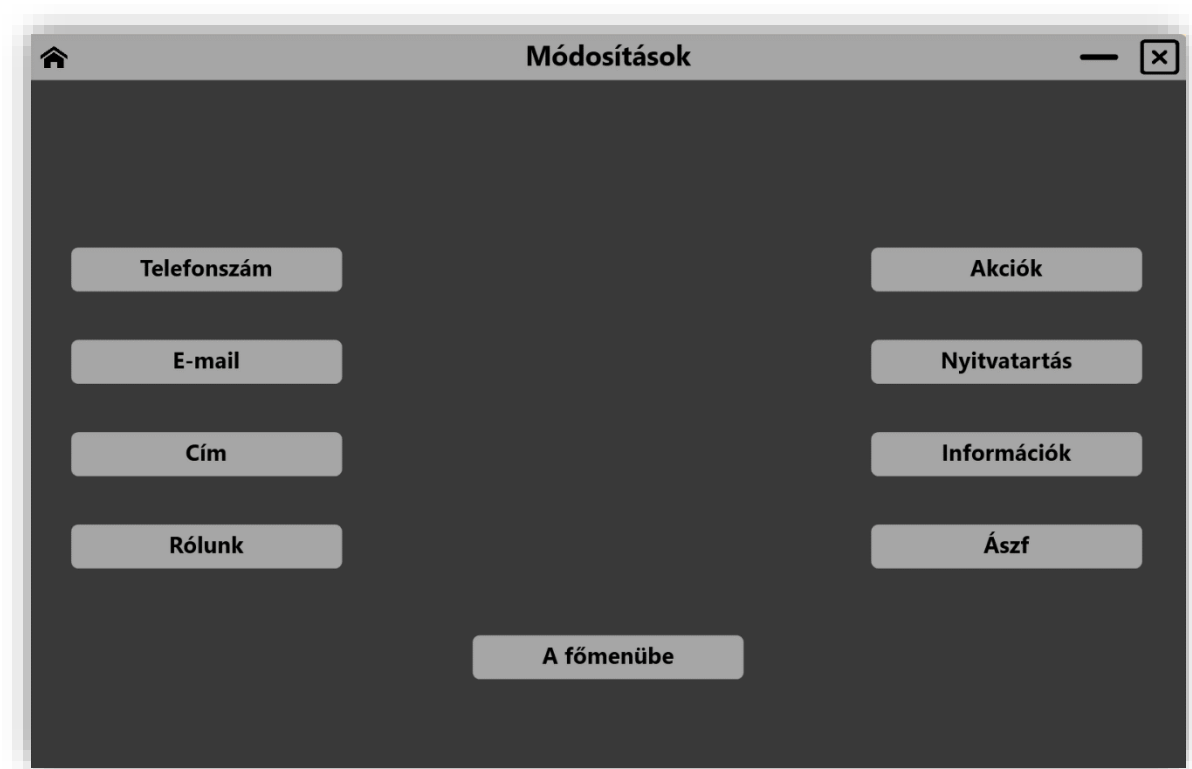 Módosítások
Telefonszám
Akciók
E-mail
Nyitvatartás
Cím
Információk
Rólunk
Ászf
A főmenübe